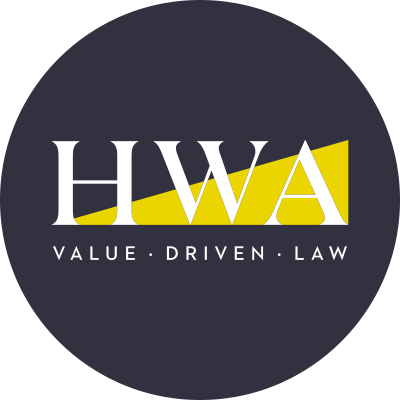 HWA
VALUE · DRIVEN · LAW